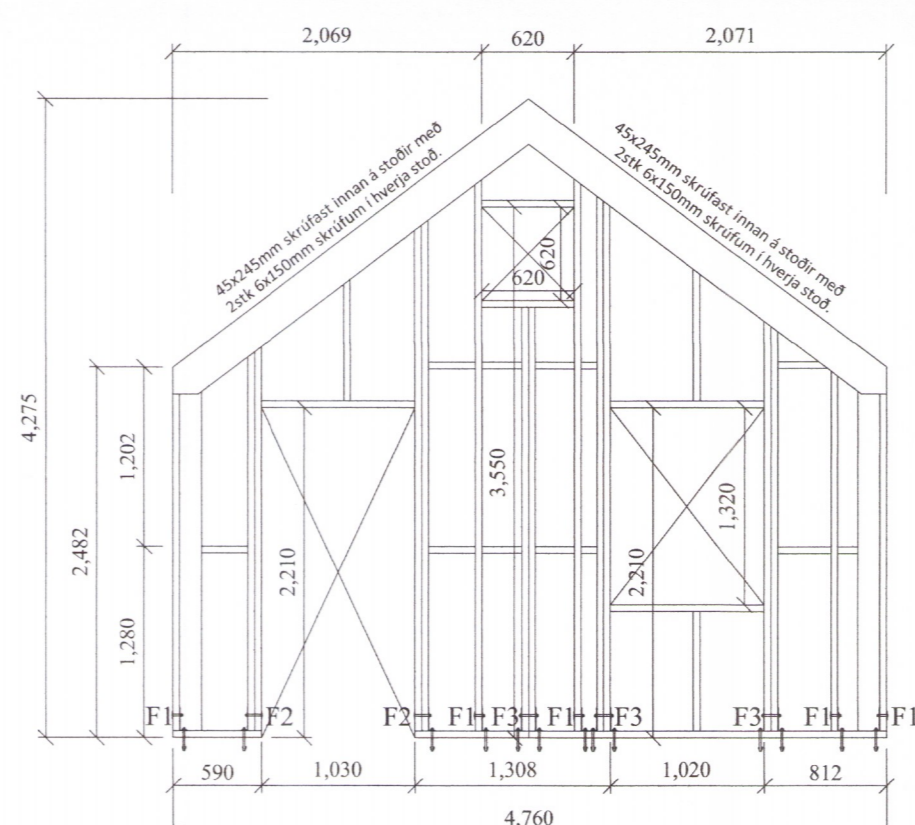 2,069
620
2,071
45x245mm skrúfast innan á stoðir með
2stk 6x150mm skrúfum í hverja stoð.
45x245mm skrúfast innan á stoðir með
2stk 6x150mm skrúfum í hverja stoð.
620
620
4,275
1,202
3,550
1,320
2,482
2,210
2,210
1,280
F1
F2
F2
F1
F3
F1
F3
F3
F1
F1
590
1,030
1,308
1,020
812
4,760